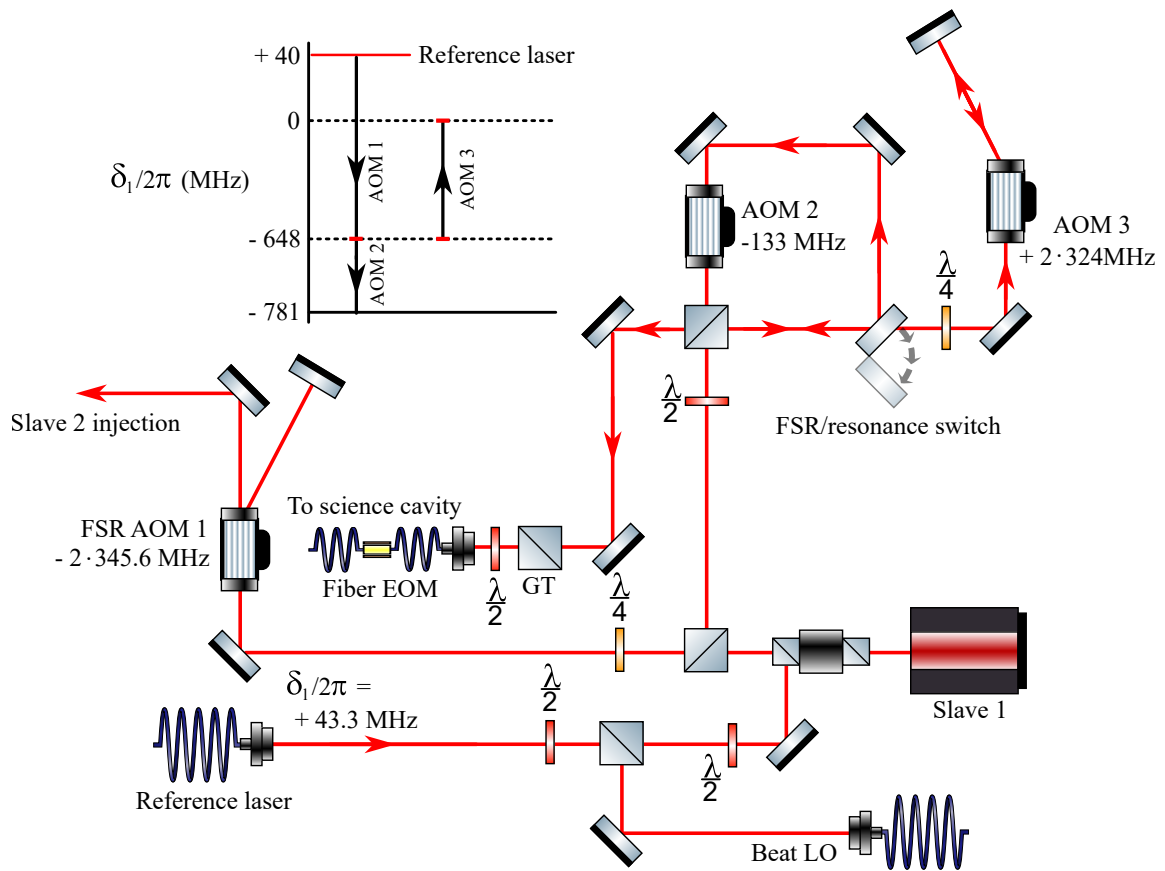 + 40
Reference laser
0
δ₁/2π (MHz)
AOM 1
AOM 3
- 648
AOM 2
- 781
AOM 2
-133 MHz
AOM 3
+ 2·324MHz
λ/4
λ/2
FSR/resonance switch
Slave 2 injection
FSR AOM 1
- 2·345.6 MHz
To science cavity
Fiber EOM
λ/2
GT
λ/4
δ₁/2π =
+ 43.3 MHz
λ/2
Slave 1
Reference laser
λ/2
Beat LO